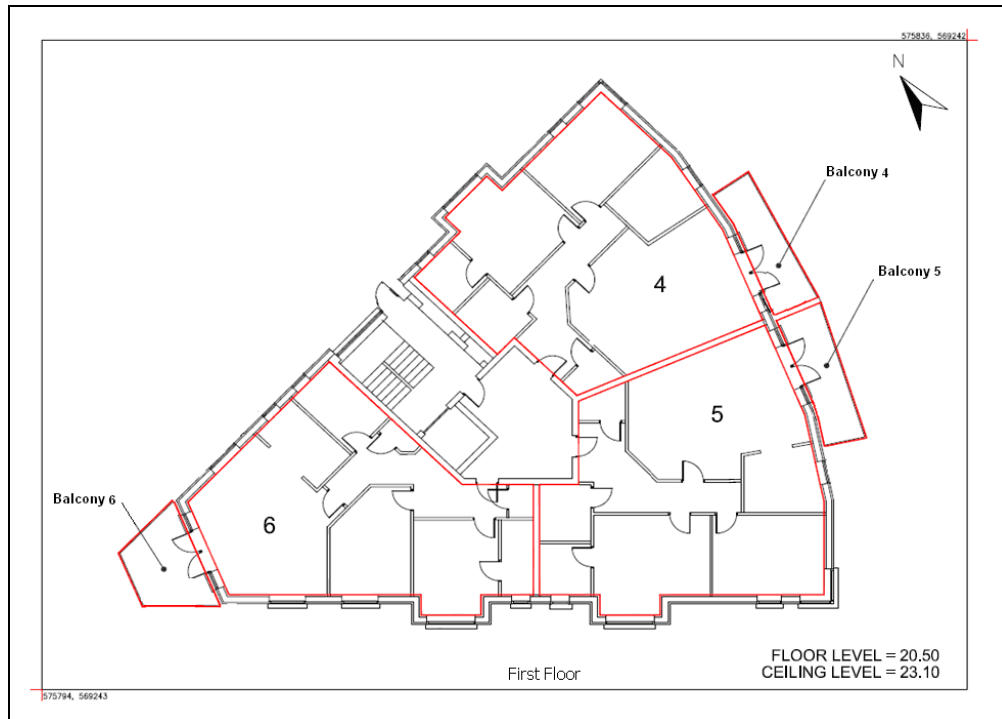 575836, 569242
N
Balcony 4
Balcony 5
4
5
Balcony 6
6
FLOOR LEVEL = 20.50
First Floor
CEILING LEVEL = 23.10
575794, 569243